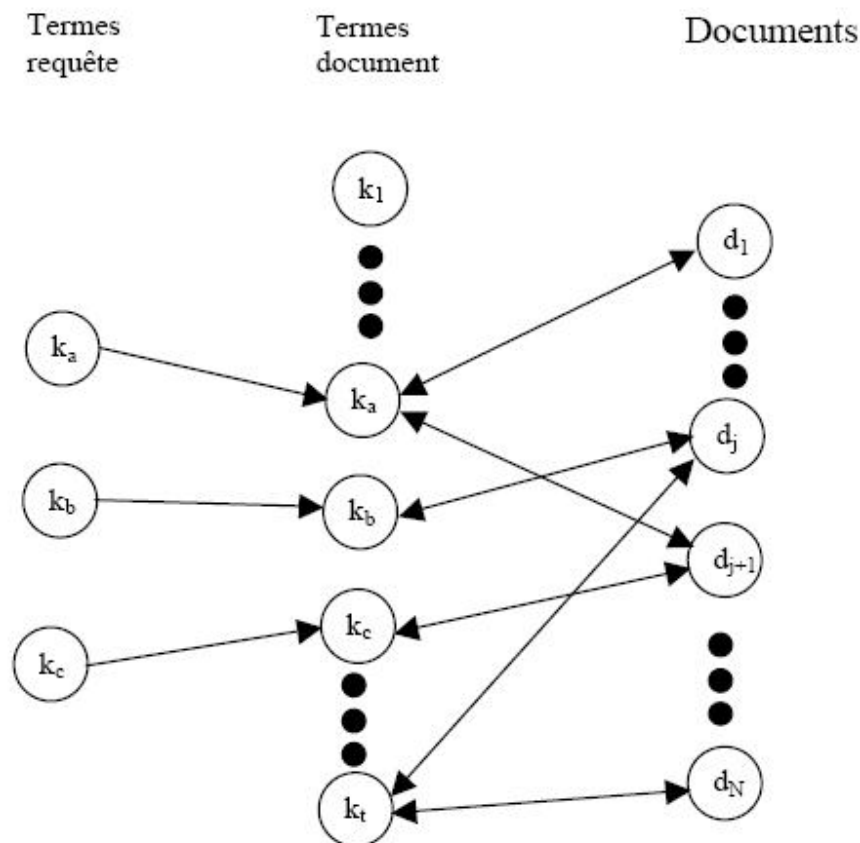 Termes
requête
Termes
document
Documents
k1
d1
ka
ka
dj
kb
kb
dj+1
kc
kc
kt
dN